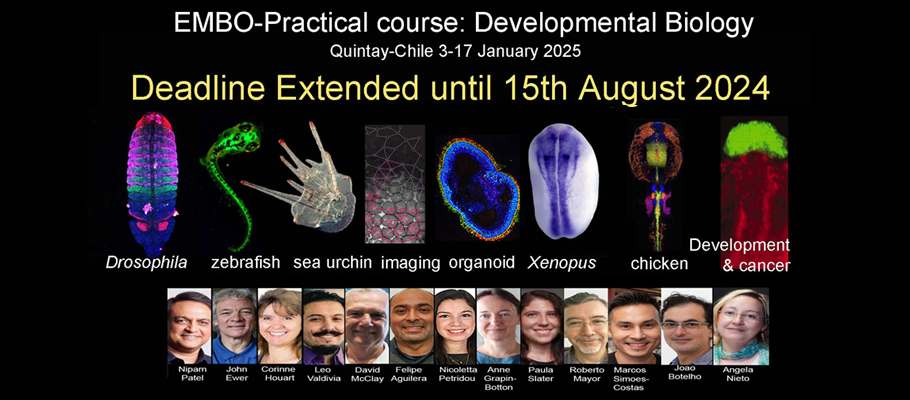 EMBO-Practical course: Developmental Biology
Quintay-Chile 3-17 January 2025
Deadline Extended until 15th August 2024
Drosophila
zebrafish
sea urchin
imaging
organoid
Xenopus
chicken
Development
& cancer
Nipam
Patel
John
Ewer
Corinne
Houart
Leo
Valdivia
David
McClay
Felipe
Aguilera
Nicoletta
Petridou
Anne
Grapin-
Botton
Paula
Slater
Roberto
Mayor
Marcos
Simoes-
Costas
Joao
Botelho
Angela
Nieto